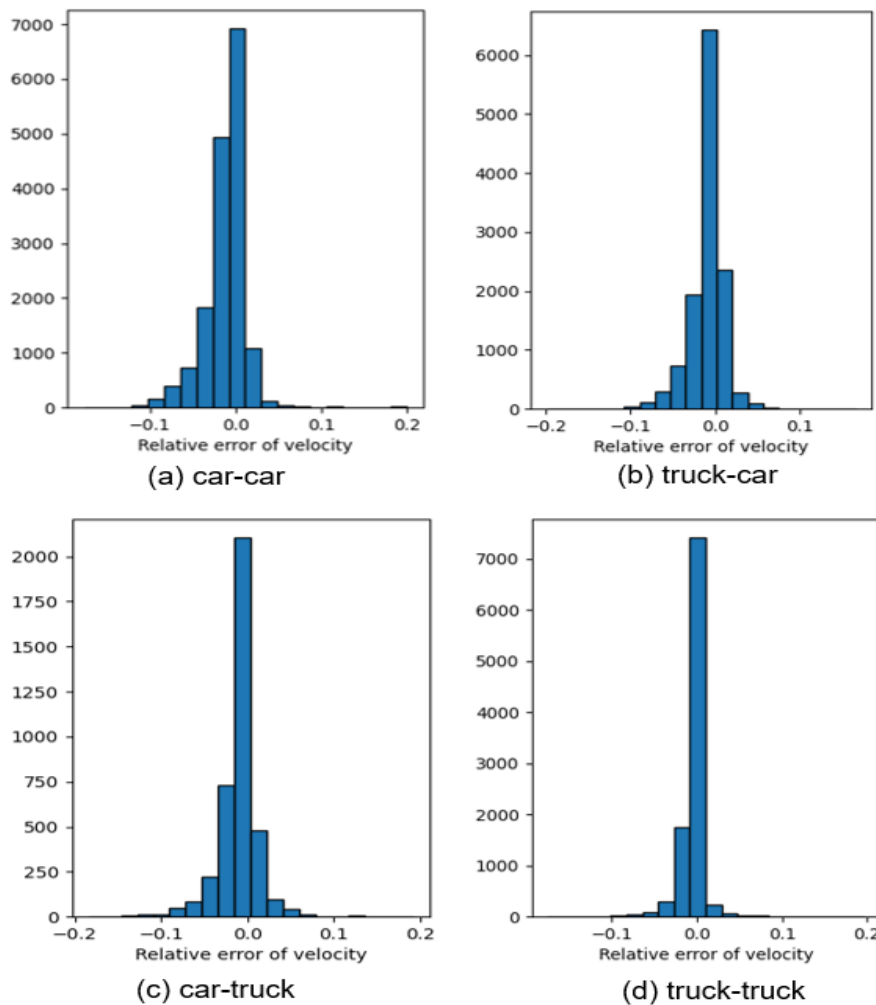 7000
6000
5000
4000
3000
2000
1000
0
−0.1 0.0 0.1 0.2
Relative error of velocity
(a) car-car
6000
5000
4000
3000
2000
1000
0
−0.2 −0.1 0.0 0.1
Relative error of velocity
(b) truck-car
2000
1750
1500
1250
1000
750
500
250
0
−0.2 −0.1 0.0 0.1 0.2
Relative error of velocity
(c) car-truck
7000
6000
5000
4000
3000
2000
1000
0
−0.1 0.0 0.1 0.2
Relative error of velocity
(d) truck-truck